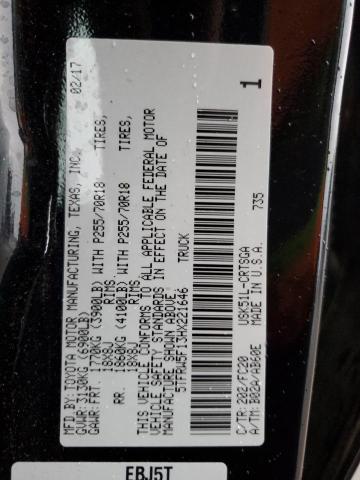 MFD. BY: TOYOTA MOTOR MANUFACTURING, TEXAS, INC. 02/17
GVWR: 3130KG (6900LB)
GAWR: FRT. 1770KG (3900LB) WITH P255/70R18 TIRES,
18X8J RIMS
RR. 1860KG (4100LB) WITH P255/70R18 TIRES,
18X8J RIMS
THIS VEHICLE CONFORMS TO ALL APPLICABLE FEDERAL MOTOR
VEHICLE SAFETY STANDARDS IN EFFECT ON THE DATE OF
MANUFACTURE SHOWN ABOVE.
5TFRW5F13HX221646 TRUCK
USK51L-CRTSGA 735
C/TR: 202/FC20 MADE IN U.S.A.
A/TM: B06A/AB60E
1
EBJ5T